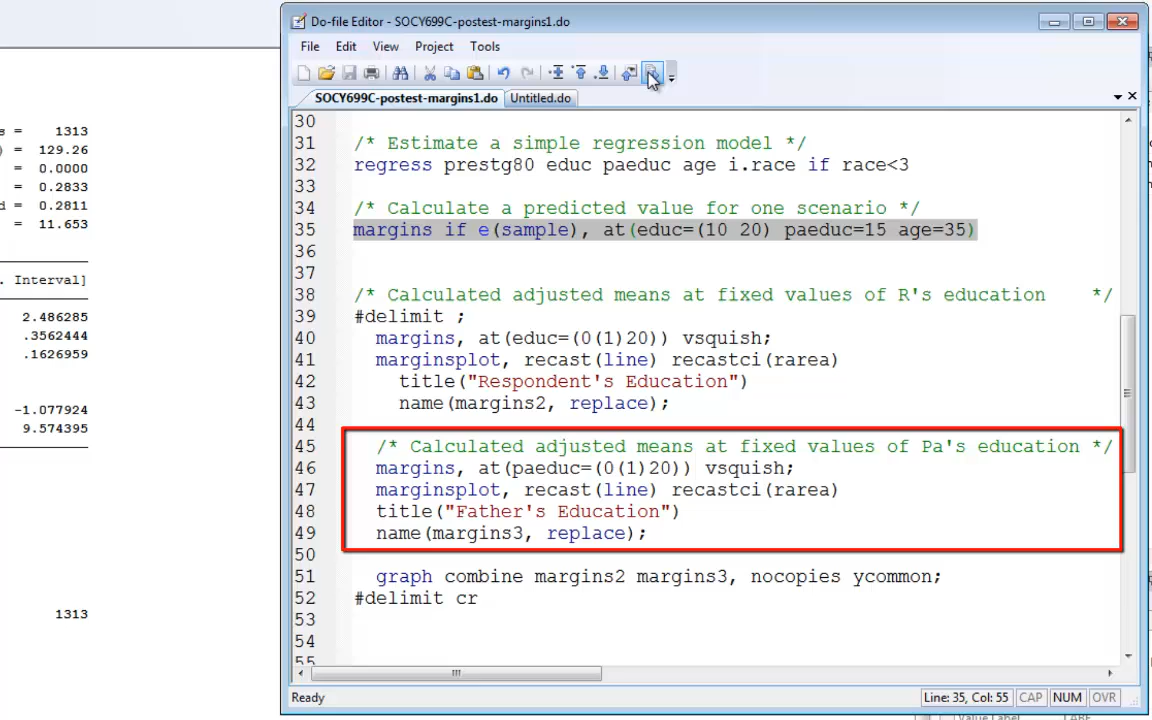 Do-file Editor - SOCY699C-postest-margins1.do
File Edit View Project Tools
SOCY699C-postest-margins1.do Untitled.do
s = 1313
) = 129.26
= 0.0000
= 0.2833
d = 0.2811
= 11.653
. Interval]
2.486285
.3562444
.1626959
-1.077924
9.574395
1313
30
31 /* Estimate a simple regression model */
32 regress prestg80 educ paeduc age i.race if race<3
33
34 /* Calculate a predicted value for one scenario */
35 margins if e(sample), at(educ=(10 20) paeduc=15 age=35)
36
37
38 /* Calculated adjusted means at fixed values of R's education */
39 #delimit ;
40 margins, at(educ=(0(1)20)) vsquish;
41 marginsplot, recast(line) recastci(rarea)
42 title("Respondent's Education")
43 name(margins2, replace);
44
45 /* Calculated adjusted means at fixed values of Pa's education */
46 margins, at(paeduc=(0(1)20)) vsquish;
47 marginsplot, recast(line) recastci(rarea)
48 title("Father's Education")
49 name(margins3, replace);
50
51 graph combine margins2 margins3, nocopies ycommon;
52 #delimit cr
53
54
55
Ready Line: 35, Col: 55 CAP NUM OVR